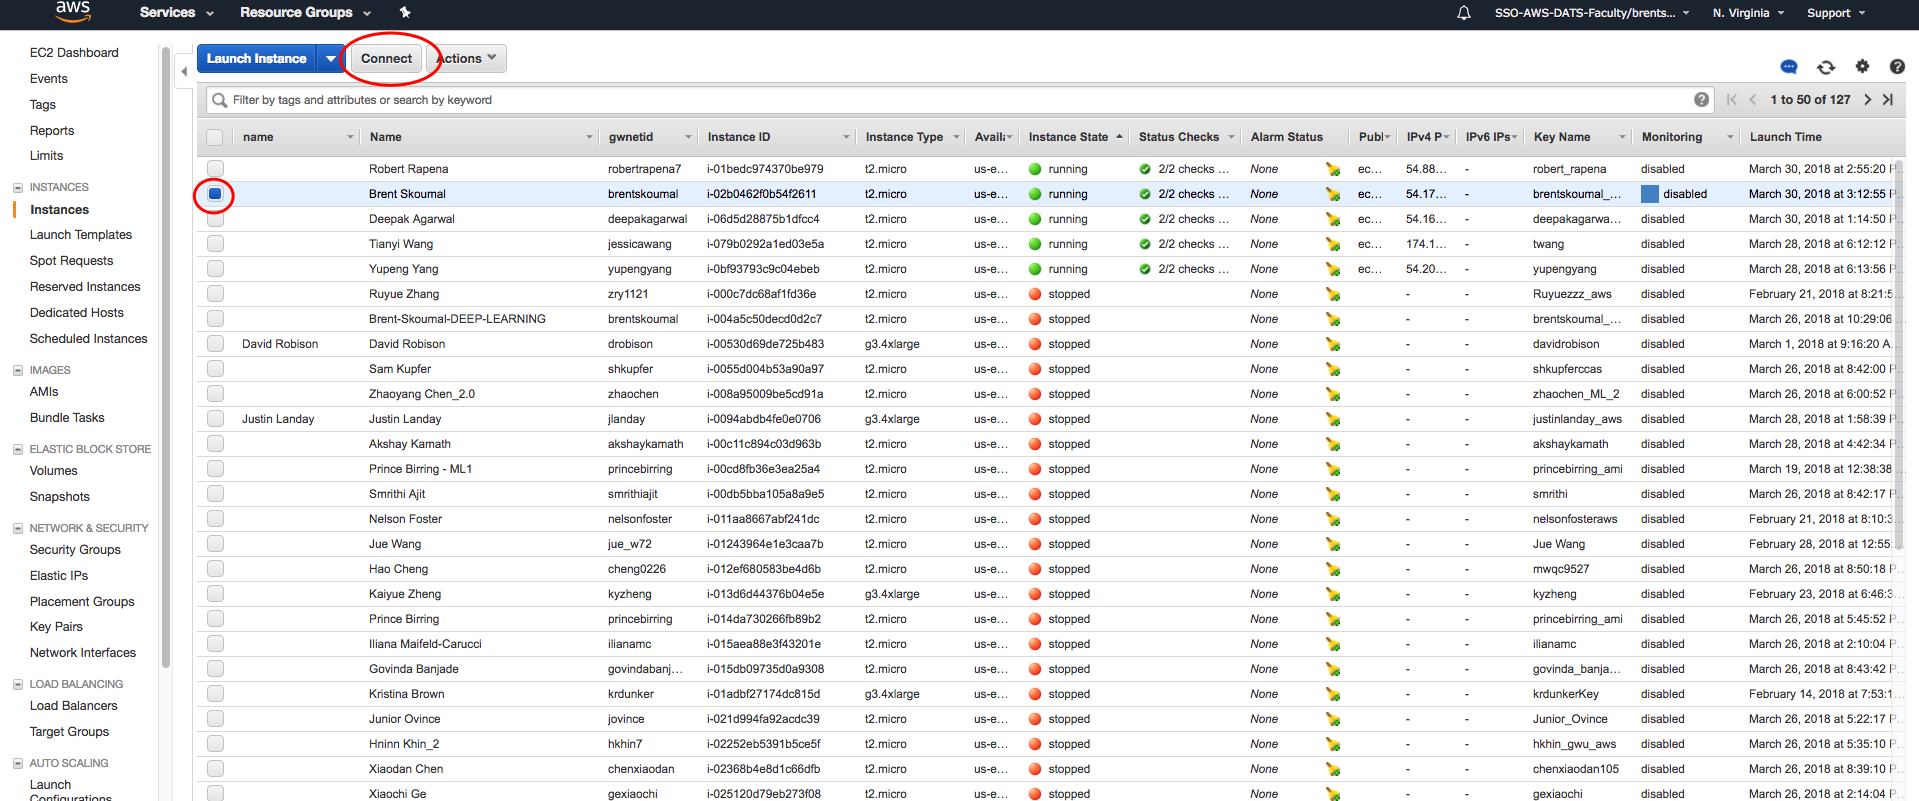 aws Services Resource Groups SSO-AWS-DATS-Faculty/brents... N. Virginia Support
EC2 Dashboard
Events
Tags
Reports
Limits
INSTANCES
Instances
Launch Templates
Spot Requests
Reserved Instances
Dedicated Hosts
Scheduled Instances
IMAGES
AMIs
Bundle Tasks
ELASTIC BLOCK STORE
Volumes
Snapshots
NETWORK & SECURITY
Security Groups
Elastic IPs
Placement Groups
Key Pairs
Network Interfaces
LOAD BALANCING
Load Balancers
Target Groups
AUTO SCALING
Launch
Configurations
Launch Instance Connect Actions
Filter by tags and attributes or search by keyword 1 to 50 of 127
name Name gwnetid Instance ID Instance Type Availa Instance State Status Checks Alarm Status Publ IPv4 P IPv6 IPs Key Name Monitoring Launch Time
Robert Rapena robertrapena7 i-01bedc974370be979 t2.micro us-e... running 2/2 checks ... None ec... 54.88... - robert_rapena disabled March 30, 2018 at 2:55:20 P...
Brent Skoumal brentskoumal i-02b0462f0b54f2611 t2.micro us-e... running 2/2 checks ... None ec... 54.17... - brentskoumal_... disabled March 30, 2018 at 3:12:55 P...
Deepak Agarwal deepakagarwal i-06d5d28875b1dfcc4 t2.micro us-e... running 2/2 checks ... None ec... 54.16... - deepakagarwa... disabled March 30, 2018 at 1:14:50 P...
Tianyi Wang jessicawang i-079b0292a1ed03e5a t2.micro us-e... running 2/2 checks ... None ec... 174.1... - twang disabled March 28, 2018 at 6:12:12 P...
Yupeng Yang yupengyang i-0bf93793c9c04ebeb t2.micro us-e... running 2/2 checks ... None ec... 54.20... - yupengyang disabled March 28, 2018 at 6:13:56 P...
Ruyue Zhang zry1121 i-000c7dc68af1fd36e t2.micro us-e... stopped None - - Ruyuezzz_aws disabled February 21, 2018 at 8:21:5...
Brent-Skoumal-DEEP-LEARNING brentskoumal i-004a5c50decd0d2c7 t2.micro us-e... stopped None - - brentskoumal_... disabled March 26, 2018 at 10:29:06 ...
David Robison David Robison drobison i-00530d69de725b483 g3.4xlarge us-e... stopped None - - davidrobison disabled March 1, 2018 at 9:16:20 A...
Sam Kupfer shkupfer i-0055d004b53a90a97 t2.micro us-e... stopped None - - shkupferccas disabled March 26, 2018 at 8:42:00 P...
Zhaoyang Chen_2.0 zhaochen i-008a95009be5cd91a t2.micro us-e... stopped None - - zhaochen_ML_2 disabled March 26, 2018 at 6:00:52 P...
Justin Landay Justin Landay jlanday i-0094abdb4fe0e0706 g3.4xlarge us-e... stopped None - - justinlanday_aws disabled March 28, 2018 at 1:58:39 P...
Akshay Kamath akshaykamath i-00c11c894c03d963b t2.micro us-e... stopped None - - akshaykamath disabled March 28, 2018 at 4:42:34 P...
Prince Birring - ML1 princebirring i-00cd8fb36e3ea25a4 t2.micro us-e... stopped None - - princebirring_ami disabled March 19, 2018 at 12:38:38 ...
Smrithi Ajit smrithiajit i-00db5bba105a8a9e5 t2.micro us-e... stopped None - - smrithi disabled March 26, 2018 at 8:42:17 P...
Nelson Foster nelsonfoster i-011aa8667abf241dc t2.micro us-e... stopped None - - nelsonfosteraws disabled February 21, 2018 at 8:10:3...
Jue Wang jue_w72 i-01243964e1e3caa7b t2.micro us-e... stopped None - - Jue Wang disabled February 28, 2018 at 12:55:...
Hao Cheng cheng0226 i-012ef680583be4d6b t2.micro us-e... stopped None - - mwqc9527 disabled March 26, 2018 at 8:50:18 P...
Kaiyue Zheng kyzheng i-013d6d44376b04e5e g3.4xlarge us-e... stopped None - - kyzheng disabled February 23, 2018 at 6:46:3...
Prince Birring princebirring i-014da730266fb89b2 t2.micro us-e... stopped None - - princebirring_ami disabled March 26, 2018 at 5:45:52 P...
Iliana Maifeld-Carucci ilianamc i-015aea88e3f43201e t2.micro us-e... stopped None - - ilianamc disabled March 26, 2018 at 2:10:04 P...
Govinda Banjade govindabanj... i-015db09735d0a9308 t2.micro us-e... stopped None - - govinda_banja... disabled March 26, 2018 at 8:43:42 P...
Kristina Brown krdunker i-01adbf27174dc815d g3.4xlarge us-e... stopped None - - krdunkerKey disabled February 14, 2018 at 7:53:1...
Junior Ovince jovince i-021d994fa92acdc39 t2.micro us-e... stopped None - - Junior_Ovince disabled March 26, 2018 at 5:22:17 P...
Hninn Khin_2 hkhin7 i-02252eb5391b5ce5f t2.micro us-e... stopped None - - hkhin_gwu_aws disabled March 26, 2018 at 5:35:10 P...
Xiaodan Chen chenxiaodan i-02368b4e8d1c66dfb t2.micro us-e... stopped None - - chenxiaodan105 disabled March 26, 2018 at 8:39:10 P...
Xiaochi Ge gexiaochi i-025120d79eb273f08 t2.micro us-e... stopped None - - gexiaochi disabled March 26, 2018 at 2:14:04 P...